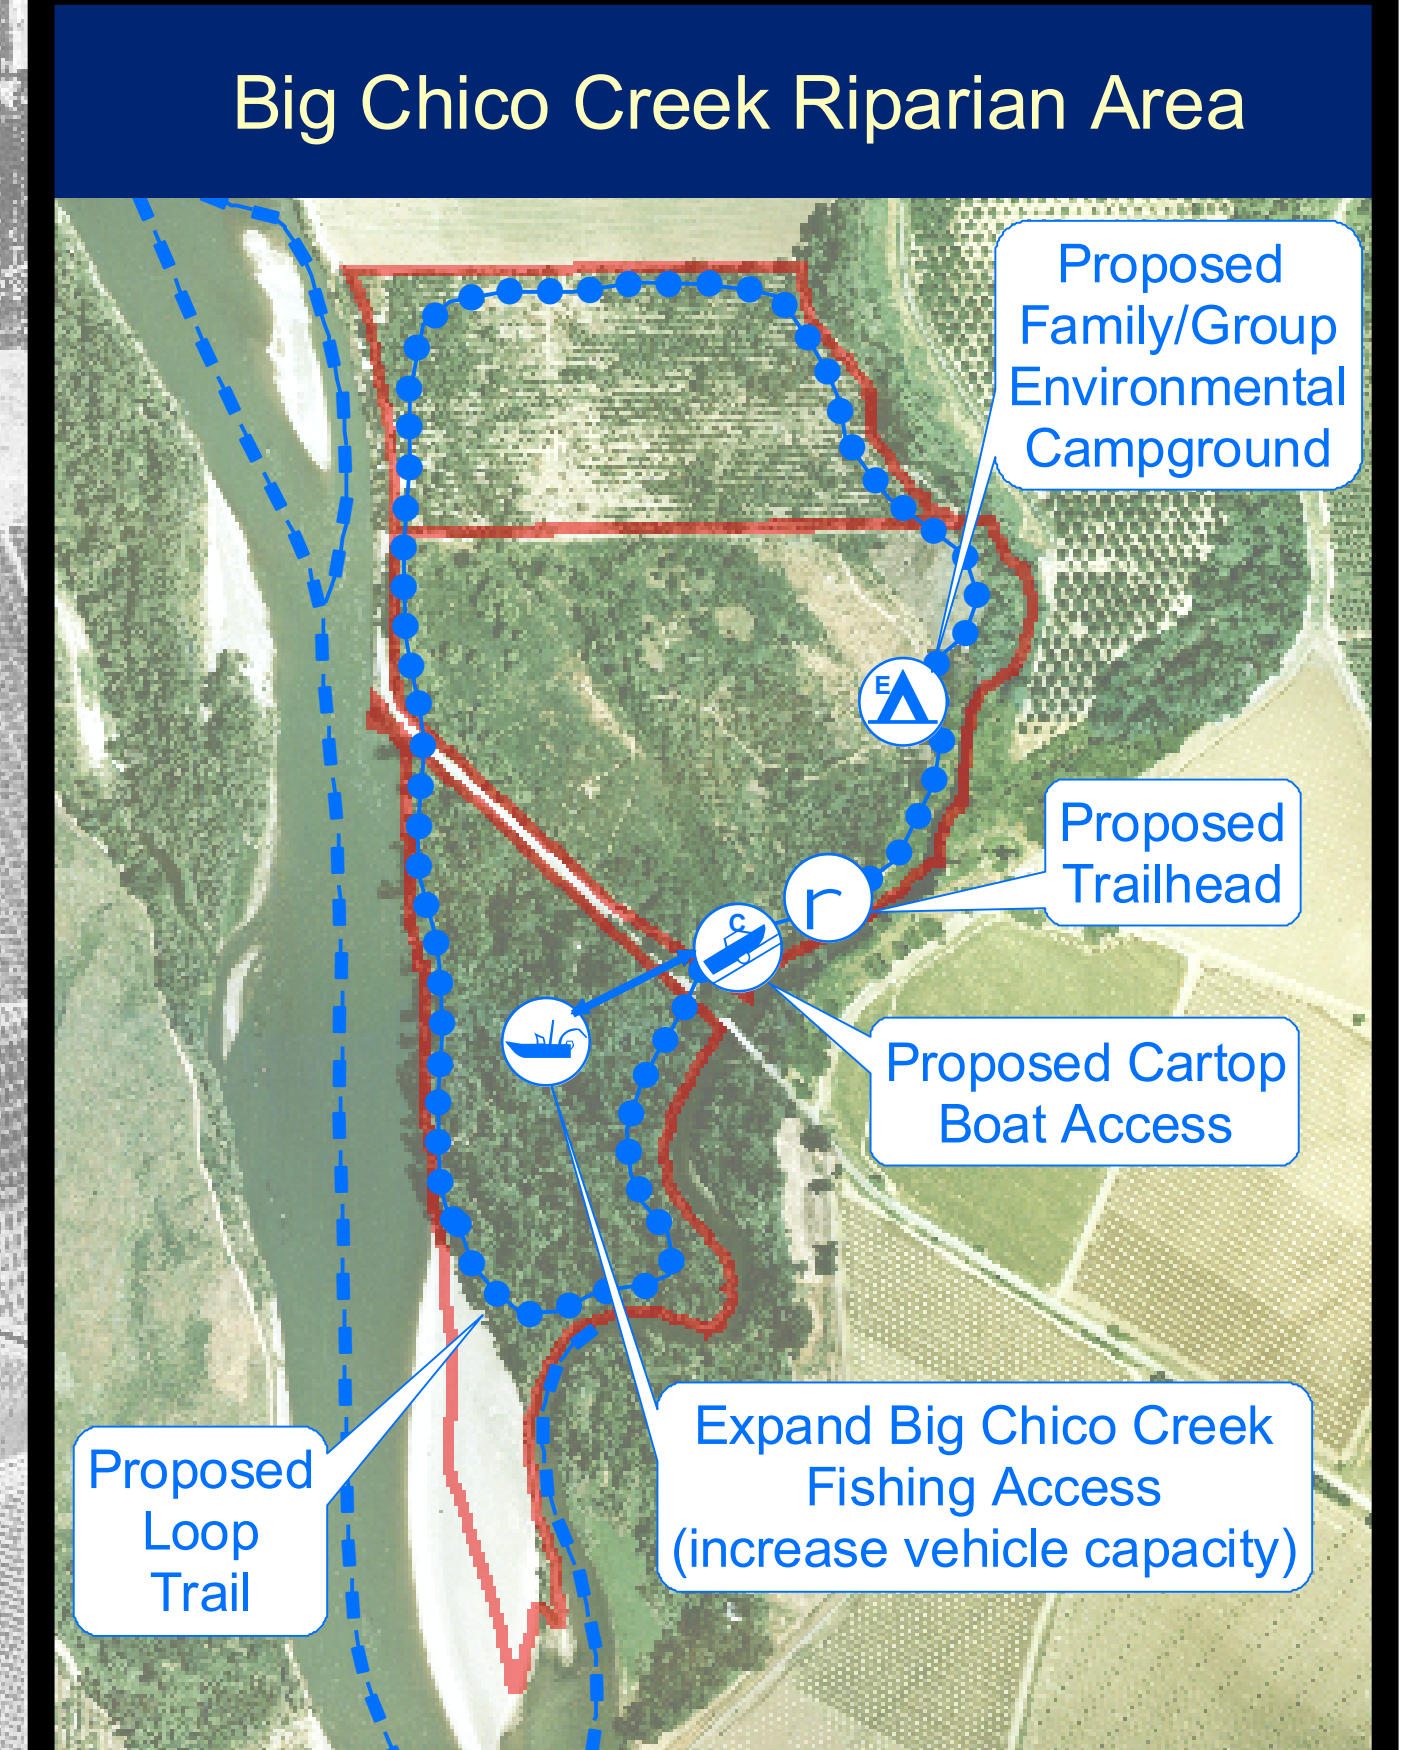 Big Chico Creek Riparian Area
Proposed
Family/Group
Environmental
Campground
E
Proposed
Trailhead
r
C
Proposed Cartop
Boat Access
Expand Big Chico Creek
Fishing Access
(increase vehicle capacity)
Proposed
Loop
Trail